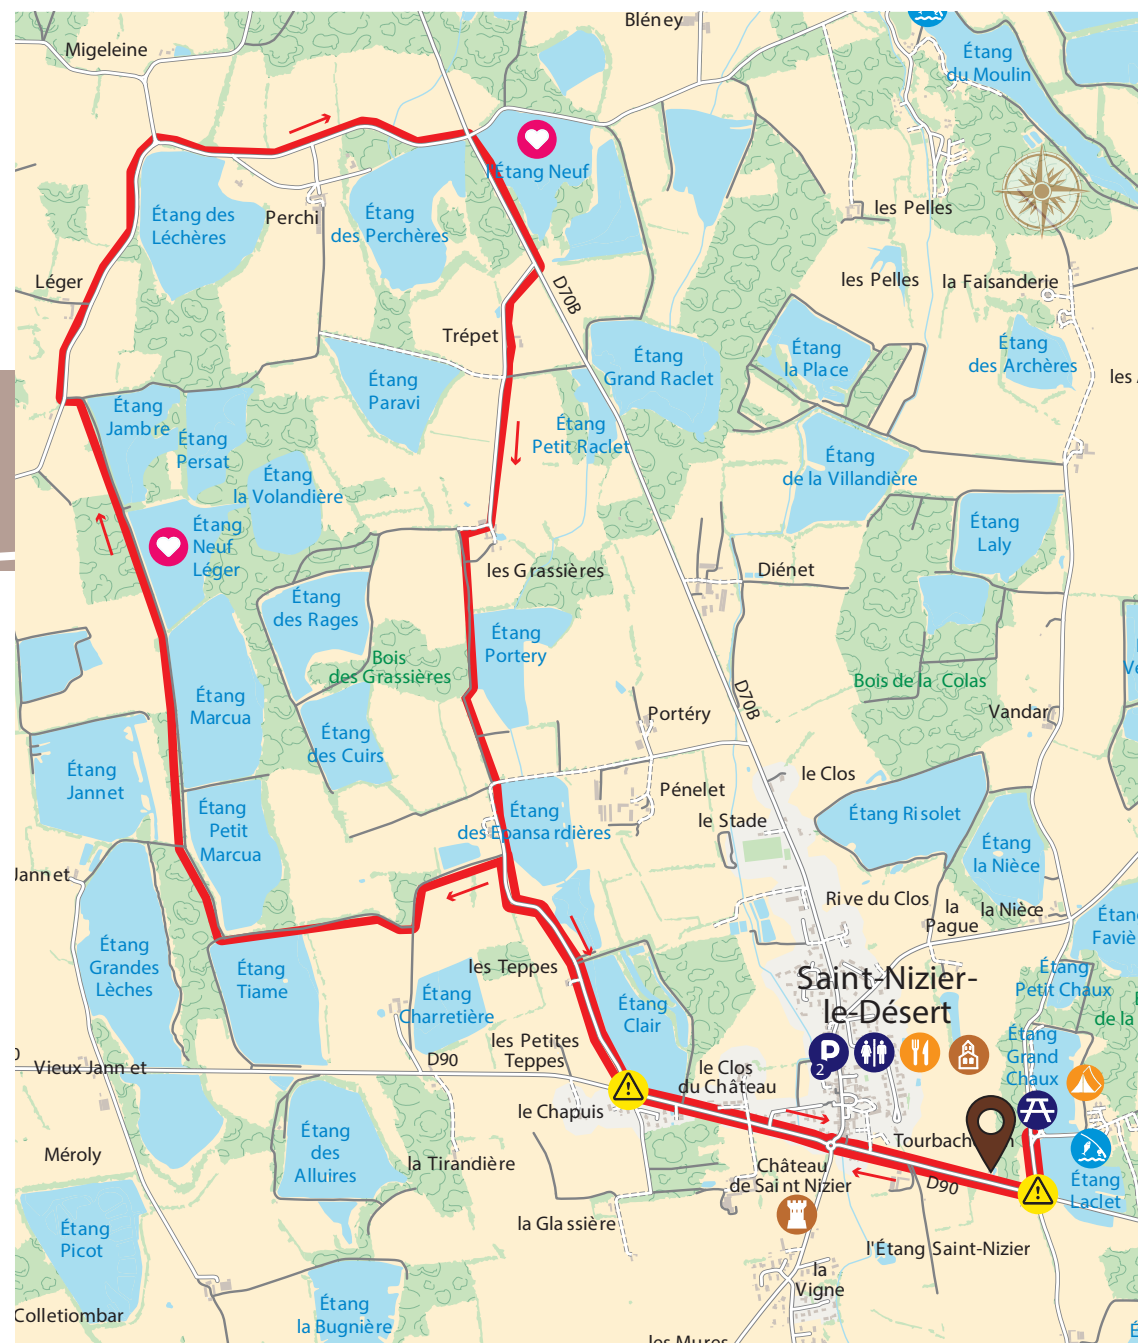 Bléney
Migeleine
Étang
du Moulin
l'Étang Neuf
les Pelles
Étang des
Léchères
Perchi
Étang
des Perchères
Léger
les Pelles
la Faisanderie
D70B
Trépet
Étang
Grand Raclet
Étang
la Place
Étang
des Archères
Étang
Paravi
Étang
Jambre
Étang
Persat
Étang
Petit Raclet
Étang
la Volandière
Étang
de la Villandière
Étang
Neuf
Léger
Étang
Laly
les Grassières
Diénet
Étang
des Rages
Étang
Portery
Bois
des Grassières
Bois de la Colas
Étang
Marcua
D70B
Portéry
Vandar
Étang
des Cuirs
Étang
Jannet
le Clos
Pénelet
Étang
Petit
Marcua
Étang
des Epansardières
le Stade
Étang Risolet
Étang
la Nièce
Jannet
Rive du Clos
la
Pague
la Nièce
Étang
Grandes
Lèches
Étang
Tiame
les Teppes
Étang
Charretière
Étang
Clair
Saint-Nizier-
le-Désert
Étang
Petit Chaux
de la
Étang
Grand
Chaux
P
2
les Petites
Teppes
D90
Vieux Jannet
le Clos
du Château
le Chapuis
Étang
des
Alluires
Méroly
la Tirandière
Château
de Saint Nizier
D90
Étang
Laclet
Étang
Picot
la Glassière
l'Étang Saint-Nizier
la
Vigne
Colletiombar
Étang
la Bugnière
les Mures